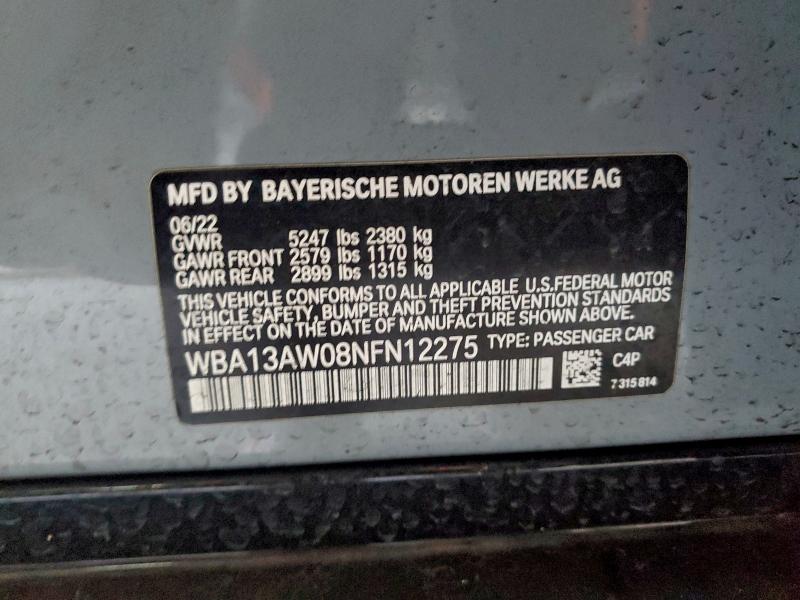 MFD BY BAYERISCHE MOTOREN WERKE AG
06/22
GVWR 5247 lbs 2380 kg
GAWR FRONT 2579 lbs 1170 kg
GAWR REAR 2899 lbs 1315 kg
THIS VEHICLE CONFORMS TO ALL APPLICABLE U.S.FEDERAL MOTOR
VEHICLE SAFETY, BUMPER AND THEFT PREVENTION STANDARDS
IN EFFECT ON THE DATE OF MANUFACTURE SHOWN ABOVE.
WBA13AW08NFN12275 TYPE: PASSENGER CAR
C4P
7 315 814